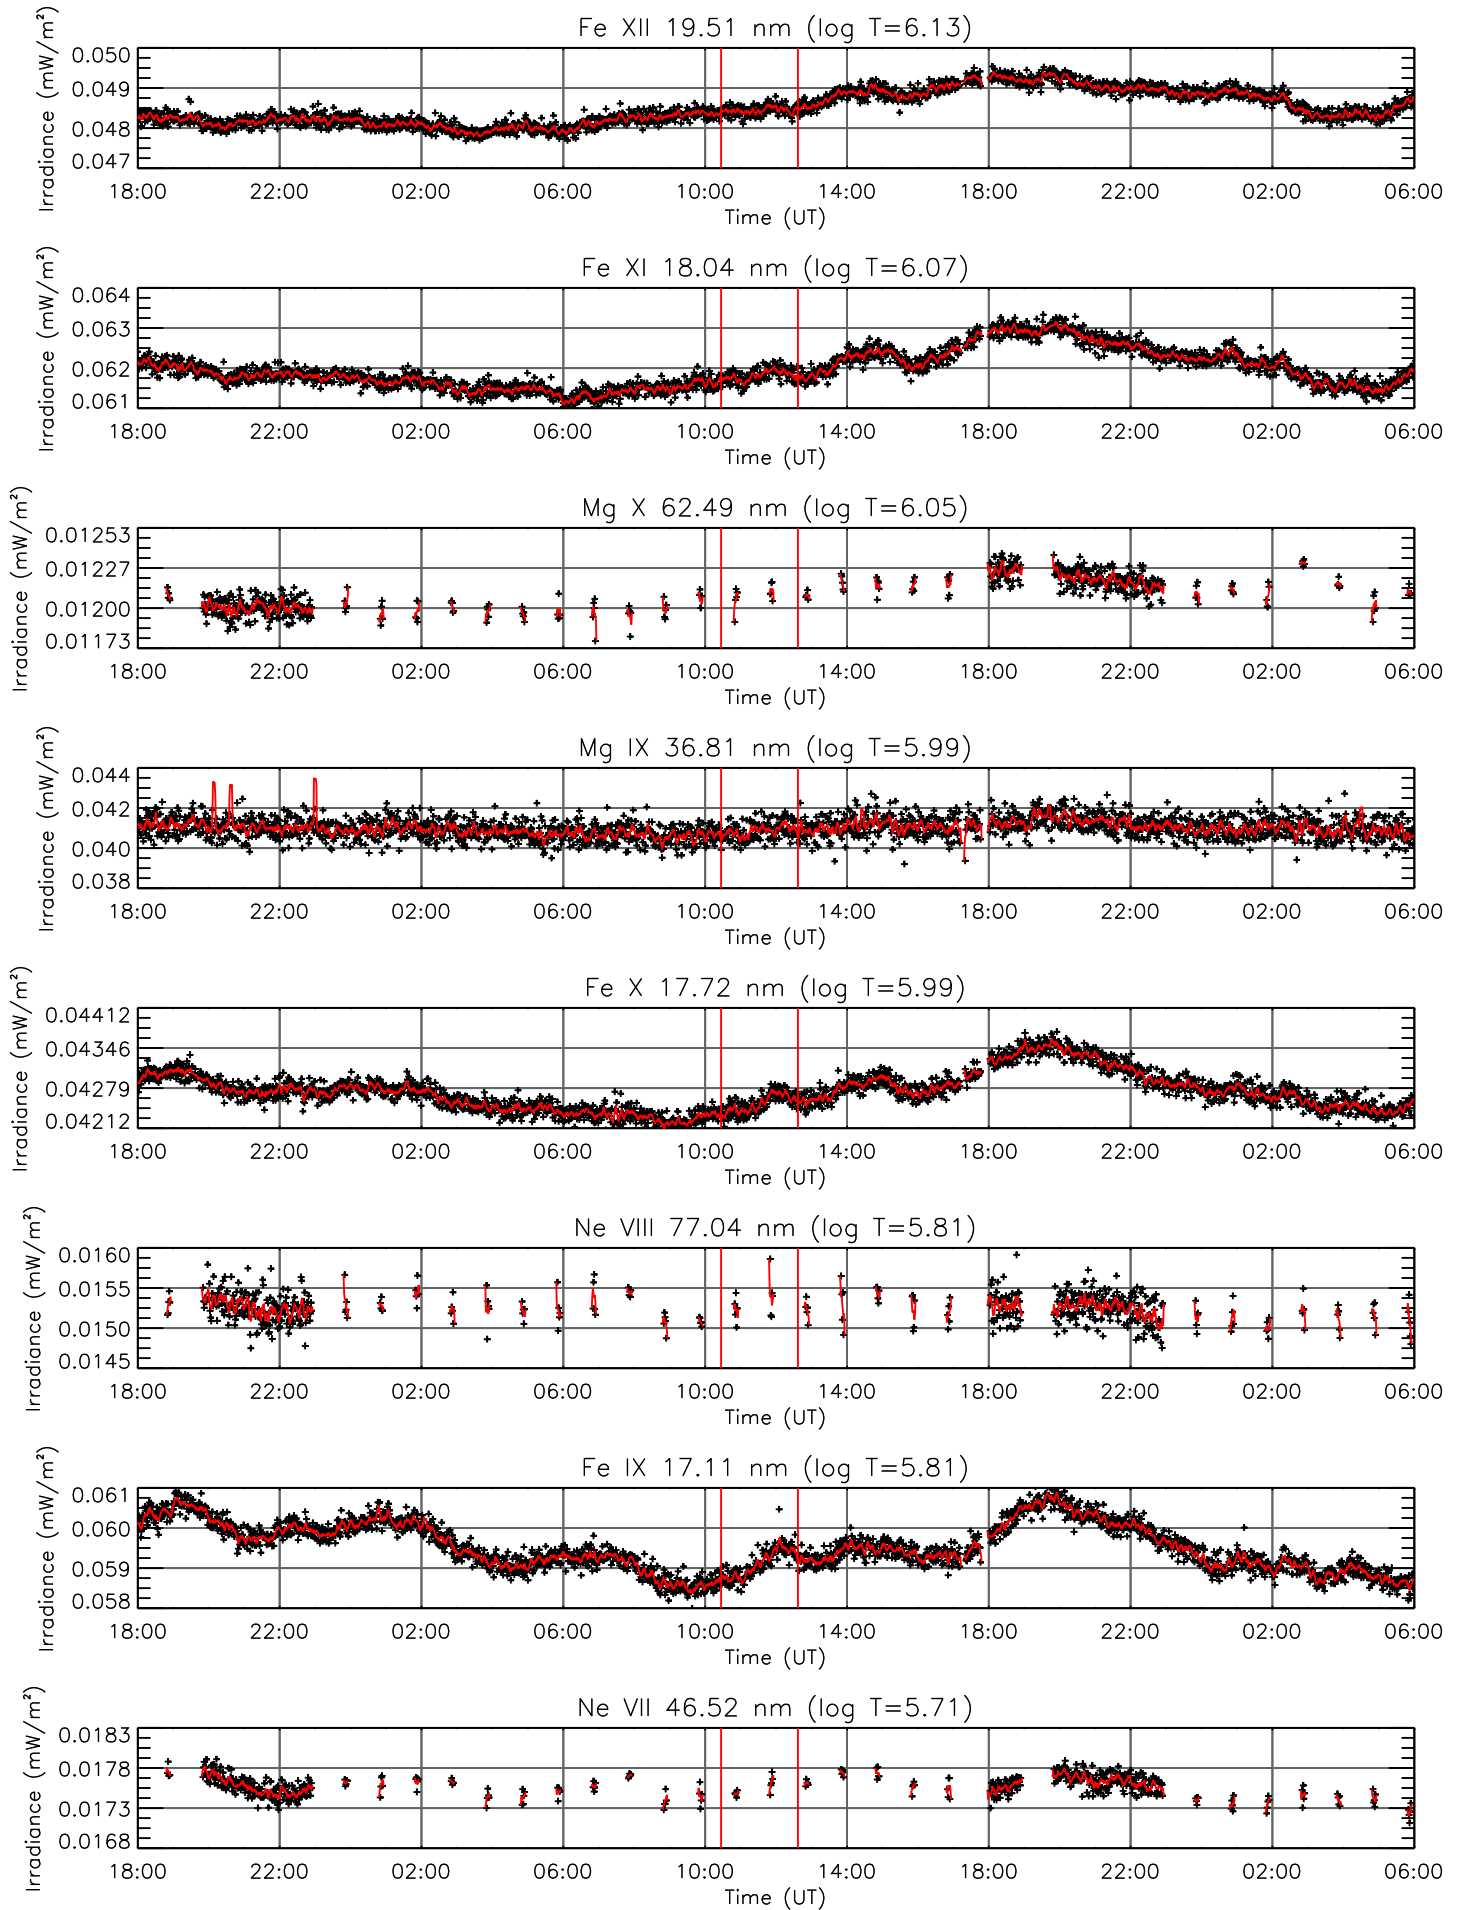 Fe XII 19.51 nm (log T=6.13)
Irradiance (mW/m²)
0.050
0.049
0.048
0.047
18:00 22:00 02:00 06:00 10:00 14:00 18:00 22:00 02:00 06:00
Time (UT)
Fe XI 18.04 nm (log T=6.07)
Irradiance (mW/m²)
0.064
0.063
0.062
0.061
18:00 22:00 02:00 06:00 10:00 14:00 18:00 22:00 02:00 06:00
Time (UT)
Mg X 62.49 nm (log T=6.05)
Irradiance (mW/m²)
0.01253
0.01227
0.01200
0.01173
18:00 22:00 02:00 06:00 10:00 14:00 18:00 22:00 02:00 06:00
Time (UT)
Mg IX 36.81 nm (log T=5.99)
Irradiance (mW/m²)
0.044
0.042
0.040
0.038
18:00 22:00 02:00 06:00 10:00 14:00 18:00 22:00 02:00 06:00
Time (UT)
Fe X 17.72 nm (log T=5.99)
Irradiance (mW/m²)
0.04412
0.04346
0.04279
0.04212
18:00 22:00 02:00 06:00 10:00 14:00 18:00 22:00 02:00 06:00
Time (UT)
Ne VIII 77.04 nm (log T=5.81)
Irradiance (mW/m²)
0.0160
0.0155
0.0150
0.0145
18:00 22:00 02:00 06:00 10:00 14:00 18:00 22:00 02:00 06:00
Time (UT)
Fe IX 17.11 nm (log T=5.81)
Irradiance (mW/m²)
0.061
0.060
0.059
0.058
18:00 22:00 02:00 06:00 10:00 14:00 18:00 22:00 02:00 06:00
Time (UT)
Ne VII 46.52 nm (log T=5.71)
Irradiance (mW/m²)
0.0183
0.0178
0.0173
0.0168
18:00 22:00 02:00 06:00 10:00 14:00 18:00 22:00 02:00 06:00
Time (UT)